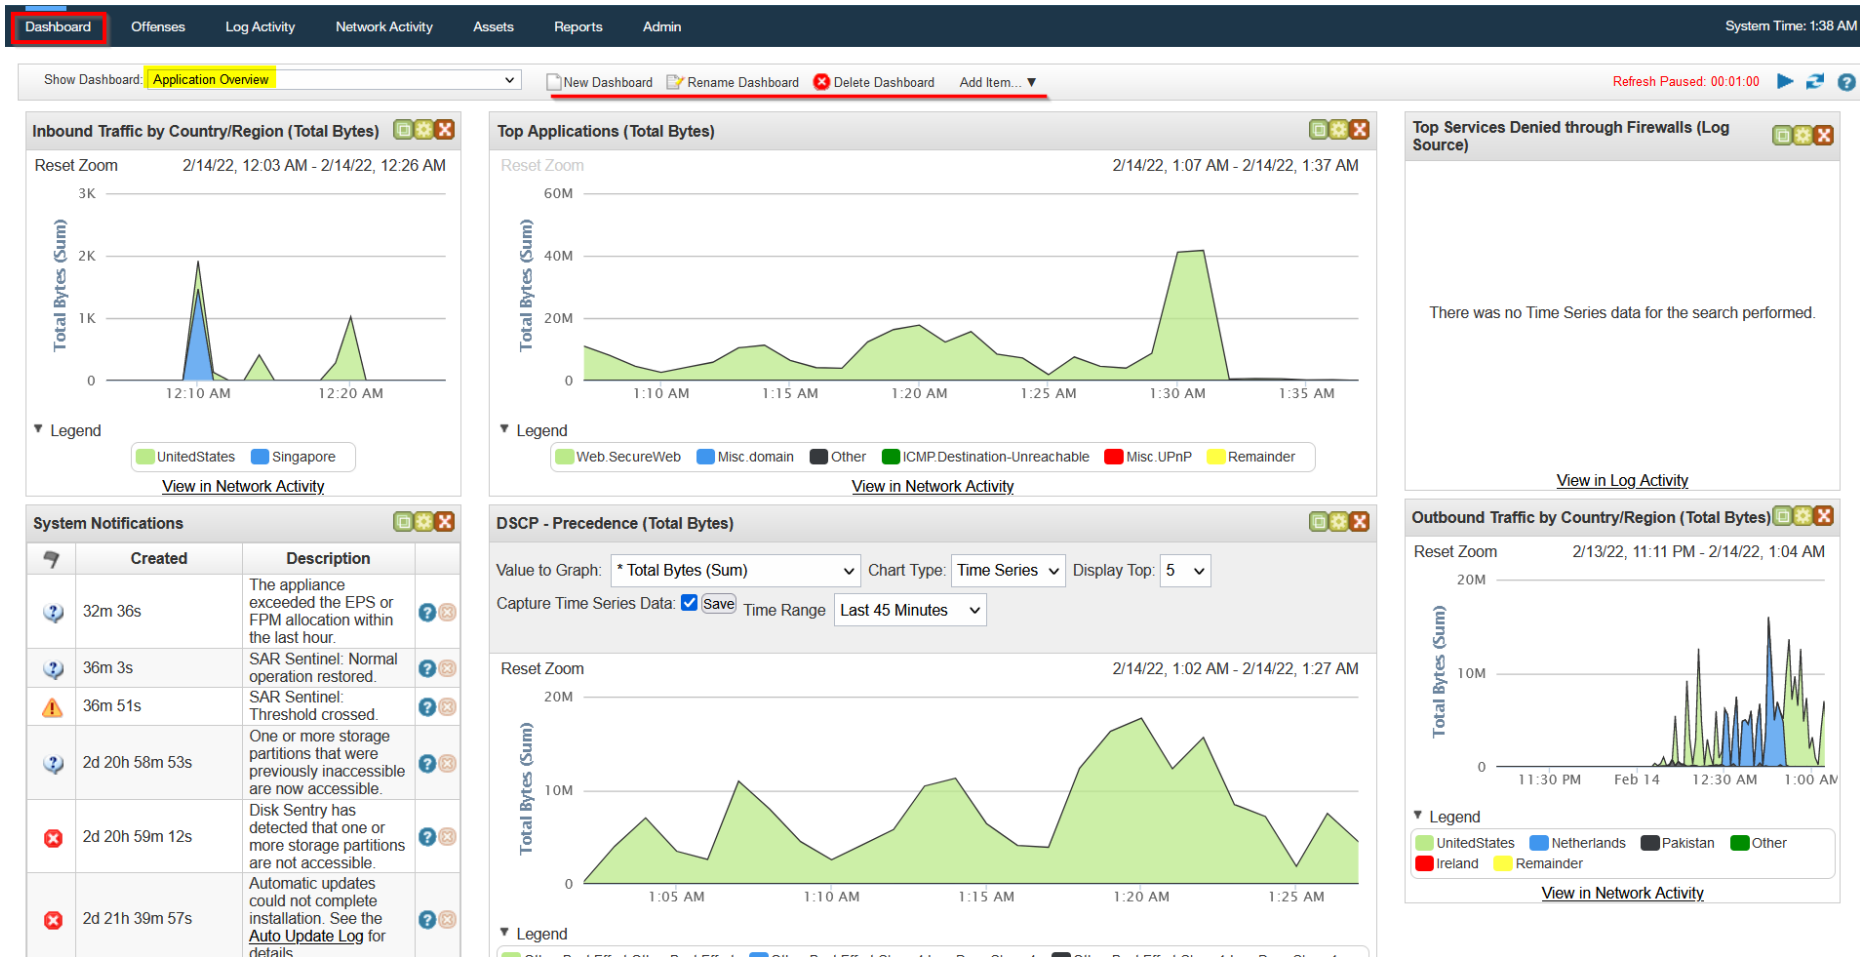 Dashboard Offenses Log Activity Network Activity Assets Reports Admin System Time: 1:38 AM
Show Dashboard: Application Overview New Dashboard Rename Dashboard Delete Dashboard Add Item... ▼ Refresh Paused: 00:01:00
Inbound Traffic by Country/Region (Total Bytes)
Reset Zoom 2/14/22, 12:03 AM - 2/14/22, 12:26 AM
Total Bytes (Sum)
3K
2K
1K
0
12:10 AM 12:20 AM
Legend
UnitedStates Singapore
View in Network Activity
Top Applications (Total Bytes)
Reset Zoom 2/14/22, 1:07 AM - 2/14/22, 1:37 AM
Total Bytes (Sum)
60M
40M
20M
0
1:10 AM 1:15 AM 1:20 AM 1:25 AM 1:30 AM 1:35 AM
Legend
Web.SecureWeb Misc.domain Other ICMP.Destination-Unreachable Misc.UPnP Remainder
View in Network Activity
Top Services Denied through Firewalls (Log
Source)
There was no Time Series data for the search performed.
View in Log Activity
System Notifications
Created Description
32m 36s
The appliance
exceeded the EPS or
FPM allocation within
the last hour.
36m 3s
SAR Sentinel: Normal
operation restored.
36m 51s
SAR Sentinel:
Threshold crossed.
2d 20h 58m 53s
One or more storage
partitions that were
previously inaccessible
are now accessible.
2d 20h 59m 12s
Disk Sentry has
detected that one or
more storage partitions
are not accessible.
2d 21h 39m 57s
Automatic updates
could not complete
installation. See the
Auto Update Log for
details.
DSCP - Precedence (Total Bytes)
Value to Graph: * Total Bytes (Sum) Chart Type: Time Series Display Top: 5
Capture Time Series Data: Save Time Range Last 45 Minutes
Reset Zoom 2/14/22, 1:02 AM - 2/14/22, 1:27 AM
Total Bytes (Sum)
20M
10M
0
1:05 AM 1:10 AM 1:15 AM 1:20 AM 1:25 AM
Legend
Outbound Traffic by Country/Region (Total Bytes)
Reset Zoom 2/13/22, 11:11 PM - 2/14/22, 1:04 AM
Total Bytes (Sum)
20M
10M
0
11:30 PM Feb 14 12:30 AM 1:00 AM
Legend
UnitedStates Netherlands Pakistan Other
Ireland Remainder
View in Network Activity